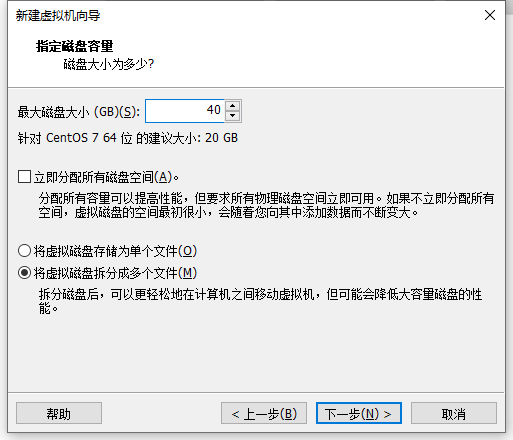 新建虚拟机向导
指定磁盘容量
磁盘大小为多少?
最大磁盘大小 (GB)(S): 40
针对 CentOS 7 64 位 的建议大小: 20 GB
立即分配所有磁盘空间(A)。
分配所有容量可以提高性能，但要求所有物理磁盘空间立即可用。如果不立即分配所有
空间，虚拟磁盘的空间最初很小，会随着您向其中添加数据而不断变大。
将虚拟磁盘存储为单个文件(O)
将虚拟磁盘拆分成多个文件(M)
拆分磁盘后，可以更轻松地在计算机之间移动虚拟机，但可能会降低大容量磁盘的性
能。
帮助 < 上一步(B) 下一步(N) > 取消